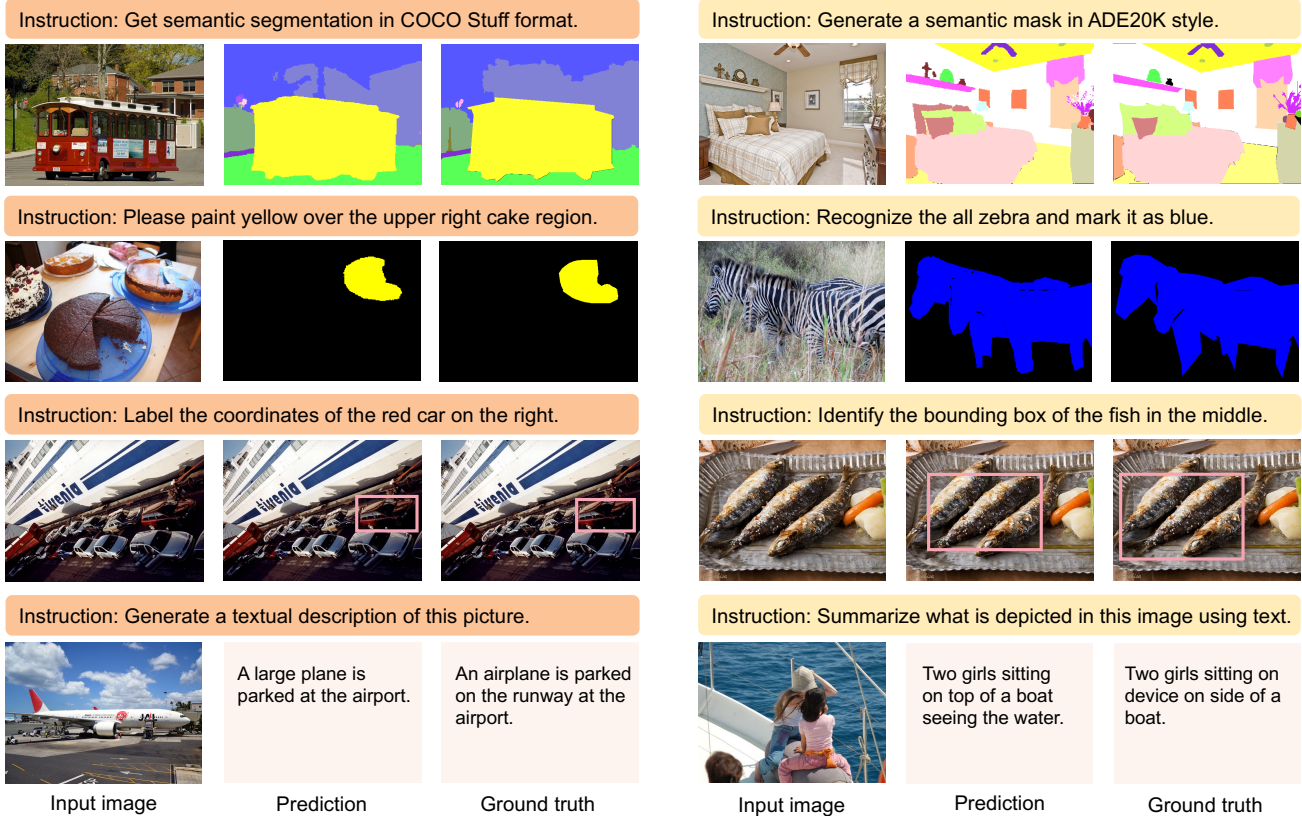 Instruction: Get semantic segmentation in COCO Stuff format.
Instruction: Generate a semantic mask in ADE20K style.
Instruction: Please paint yellow over the upper right cake region.
Instruction: Recognize the all zebra and mark it as blue.
Instruction: Label the coordinates of the red car on the right.
Instruction: Identify the bounding box of the fish in the middle.
tivenia
tivenia
tivenia
Instruction: Generate a textual description of this picture.
Instruction: Summarize what is depicted in this image using text.
JAL
A large plane is
parked at the airport.
An airplane is parked
on the runway at the
airport.
Two girls sitting
on top of a boat
seeing the water.
Two girls sitting on
device on side of a
boat.
Input image
Prediction
Ground truth
Input image
Prediction
Ground truth